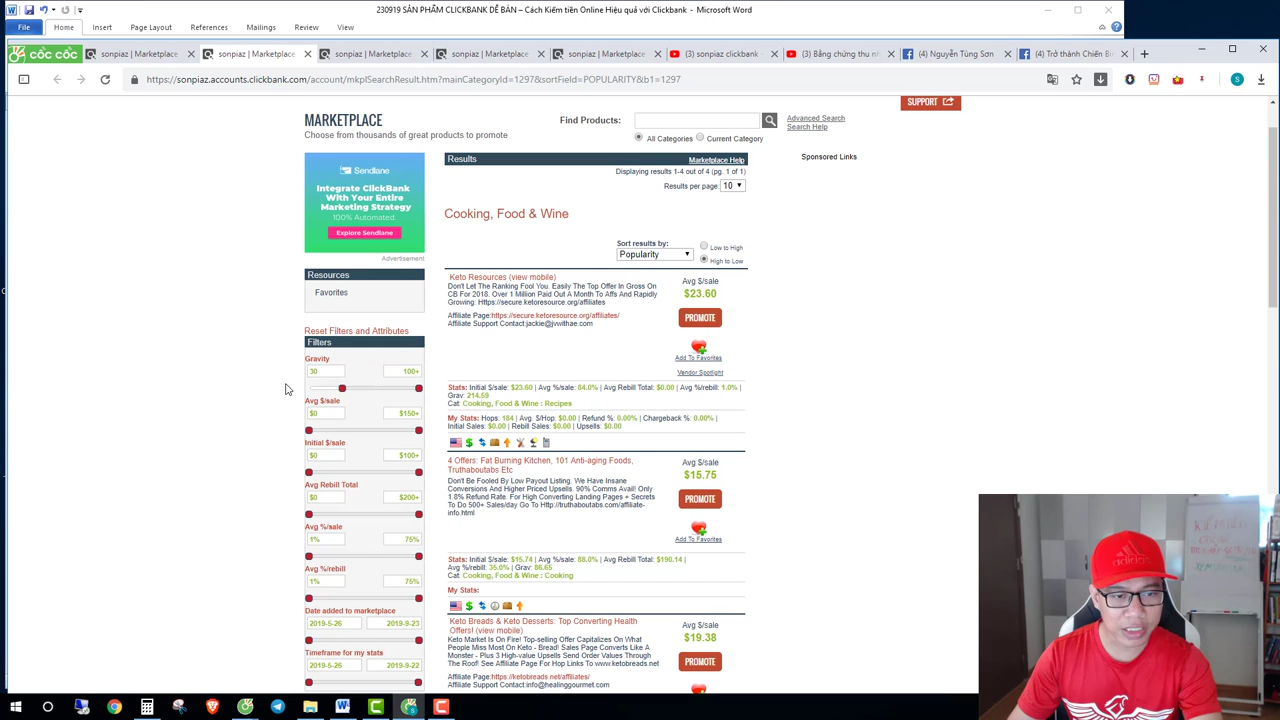 230919 SẢN PHẨM CLICKBANK DỄ BÁN – Cách Kiếm tiền Online Hiệu quả với Clickbank - Microsoft Word
File Home Insert Page Layout References Mailings Review View
cốc cốc sonpiaz | Marketplace sonpiaz | Marketplace sonpiaz | Marketplace sonpiaz | Marketplace sonpiaz | Marketplace (3) sun piaz clickbank (3) Bằng chứng thu nh (4) Nguyễn Tùng Sơn (4) Trở thành Chiến Bi
https://sonpiaz.accounts.clickbank.com/account/mkplSearchResult.htm?mainCategoryId=1297&sortField=POPULARITY&b1=1297
SUPPORT
MARKETPLACE
Choose from thousands of great products to promote
Find Products:
Advanced Search
Search Help
All Categories Current Category
Sendlane
Integrate ClickBank
With Your Entire
Marketing Strategy
100% Automated.
Explore Sendlane
Advertisement
Resources
Favorites
Reset Filters and Attributes
Filters
Gravity
30 100+
Avg $/sale
$0 $150+
Initial $/sale
$0 $100+
Avg Rebill Total
$0 $200+
Avg %/sale
1% 75%
Avg %/rebill
1% 75%
Date added to marketplace
2019-5-26 2019-9-23
Timeframe for my stats
2019-5-26 2019-9-22
Results Marketplace Help
Displaying results 1-4 out of 4 (pg. 1 of 1)
Results per page: 10
Cooking, Food & Wine
Sort results by:
Popularity
Low to High
High to Low
Keto Resources (view mobile)
Don't Let The Ranking Fool You. Easily The Top Offer In Gross On
CB For 2018. Over 1 Million Paid Out A Month To Affs And Rapidly
Growing: Https://secure.ketoresource.org/affiliates
Affiliate Page:https://secure.ketoresource.org/affiliates/
Affiliate Support Contact:jackie@jvwithae.com
Avg $/sale
$23.60
PROMOTE
Add To Favorites
Vendor Spotlight
Stats: Initial $/sale: $23.60 | Avg %/sale: 84.0% | Avg Rebill Total: $0.00 | Avg %/rebill: 1.0% |
Grav: 214.59
Cat: Cooking, Food & Wine : Recipes
My Stats: Hops: 184 | Avg. $/Hop: $0.00 | Refund %: 0.00% | Chargeback %: 0.00% |
Initial Sales: $0.00 | Rebill Sales: $0.00 | Upsells: $0.00
4 Offers: Fat Burning Kitchen, 101 Anti-aging Foods,
Truthaboutabs Etc
Don't Be Fooled By Low Payout Listing. We Have Insane
Conversions And Higher Priced Upsells. 90% Comms Avail! Only
1.8% Refund Rate. For High Converting Landing Pages + Secrets
To Do 500+ Sales/day Go To Http://truthaboutabs.com/affiliate-
info.html
Avg $/sale
$15.75
PROMOTE
Add To Favorites
Stats: Initial $/sale: $15.74 | Avg %/sale: 88.0% | Avg Rebill Total: $190.14 |
Avg %/rebill: 35.0% | Grav: 86.65
Cat: Cooking, Food & Wine : Cooking
My Stats:
Keto Breads & Keto Desserts: Top Converting Health
Offers! (view mobile)
Keto Market Is On Fire! Top-selling Offer Capitalizes On What
People Miss Most On Keto - Bread! Sales Page Converts Like A
Monster - Plus 3 High-value Upsells Send Order Values Through
The Roof! See Affiliate Page For Hop Links To www.ketobreads.net
Affiliate Page:https://ketobreads.net/affiliates/
Affiliate Support Contact:info@healinggourmet.com
Avg $/sale
$19.38
PROMOTE
Sponsored Links
adidas